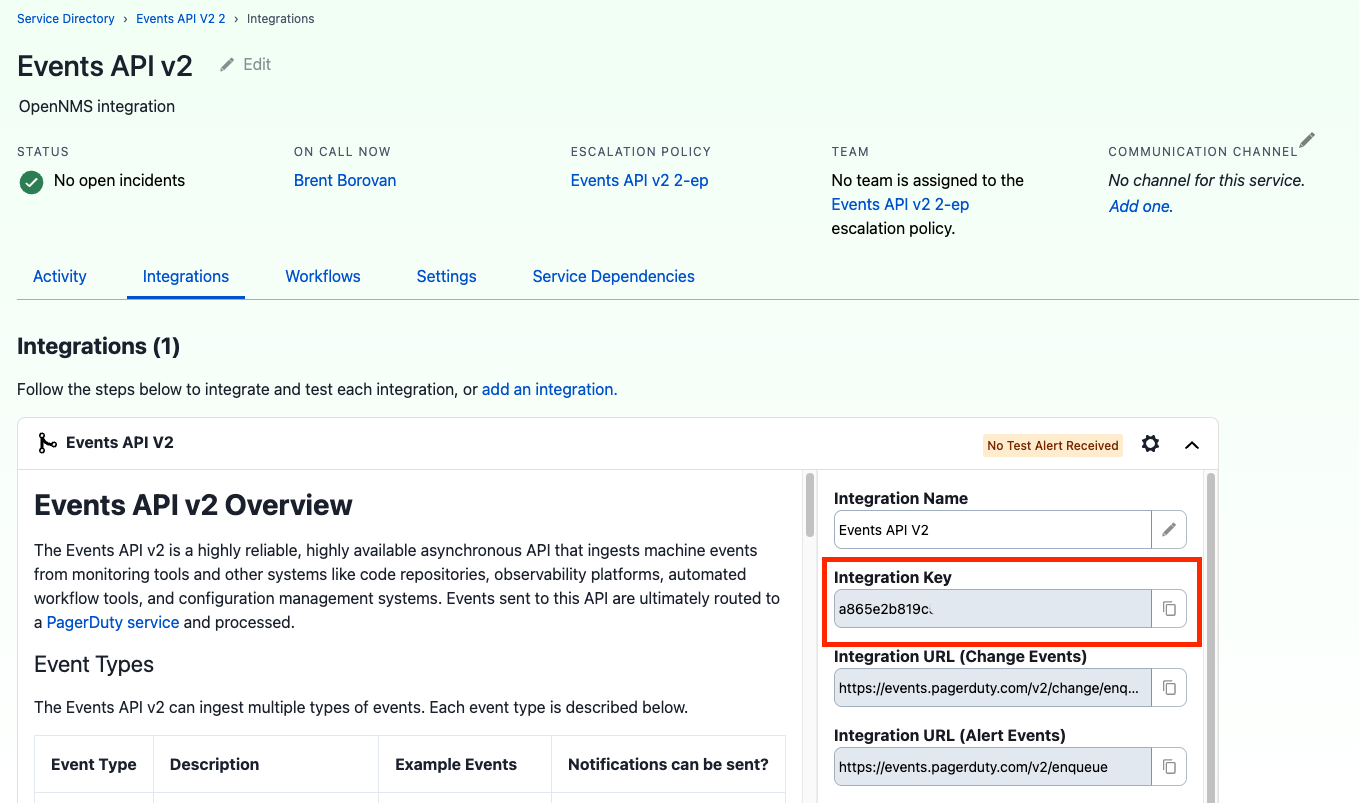 Service Directory › Events API V2 2 › Integrations
Events API v2 Edit
OpenNMS integration
STATUS ON CALL NOW ESCALATION POLICY TEAM COMMUNICATION CHANNEL
No open incidents Brent Borovan Events API v2 2-ep No team is assigned to the No channel for this service.
Events API v2 2-ep Add one.
escalation policy.
Activity Integrations Workflows Settings Service Dependencies
Integrations (1)
Follow the steps below to integrate and test each integration, or add an integration.
Events API V2 No Test Alert Received
Events API v2 Overview
The Events API v2 is a highly reliable, highly available asynchronous API that ingests machine events
from monitoring tools and other systems like code repositories, observability platforms, automated
workflow tools, and configuration management systems. Events sent to this API are ultimately routed to
a PagerDuty service and processed.
Event Types
The Events API v2 can ingest multiple types of events. Each event type is described below.
Event Type Description Example Events Notifications can be sent?
Integration Name
Events API V2
Integration Key
a865e2b819c
Integration URL (Change Events)
https://events.pagerduty.com/v2/change/enq...
Integration URL (Alert Events)
https://events.pagerduty.com/v2/enqueue